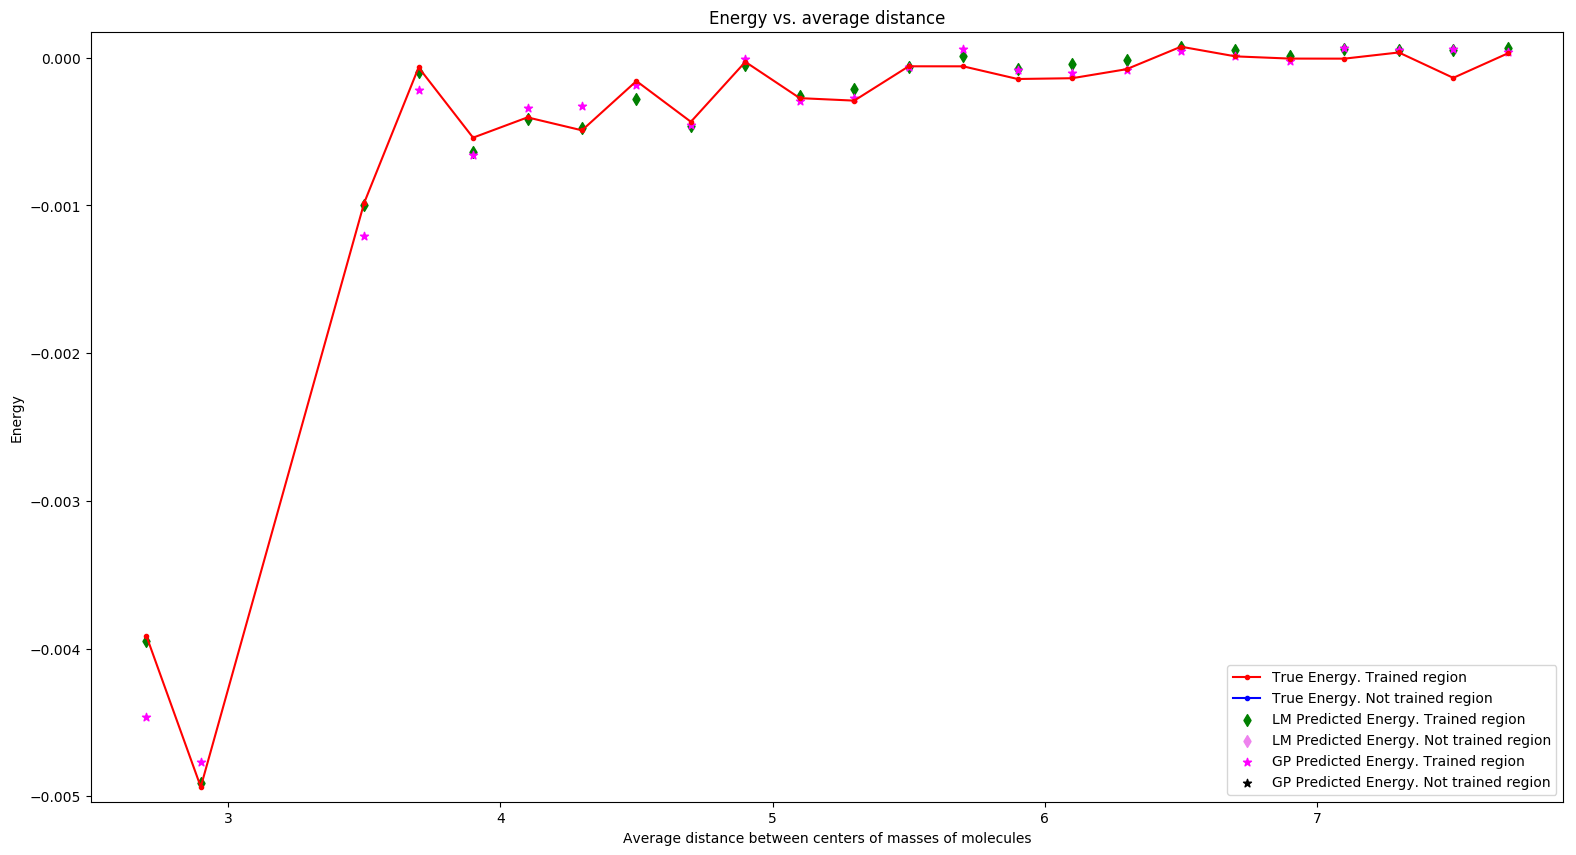 Energy vs. average distance
0.000
−0.001
−0.002
−0.003
−0.004
−0.005
Energy
3
4
5
6
7
Average distance between centers of masses of molecules
True Energy. Trained region
True Energy. Not trained region
LM Predicted Energy. Trained region
LM Predicted Energy. Not trained region
GP Predicted Energy. Trained region
GP Predicted Energy. Not trained region